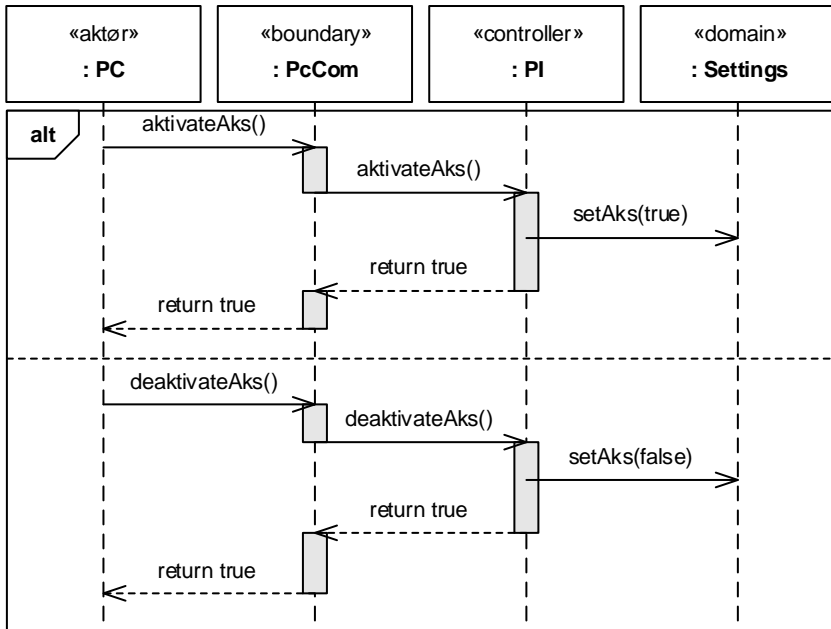 «aktør»
: PC
«boundary»
: PcCom
«controller»
: PI
«domain»
: Settings
alt
aktivateAks()
aktivateAks()
setAks(true)
return true
return true
deaktivateAks()
deaktivateAks()
setAks(false)
return true
return true